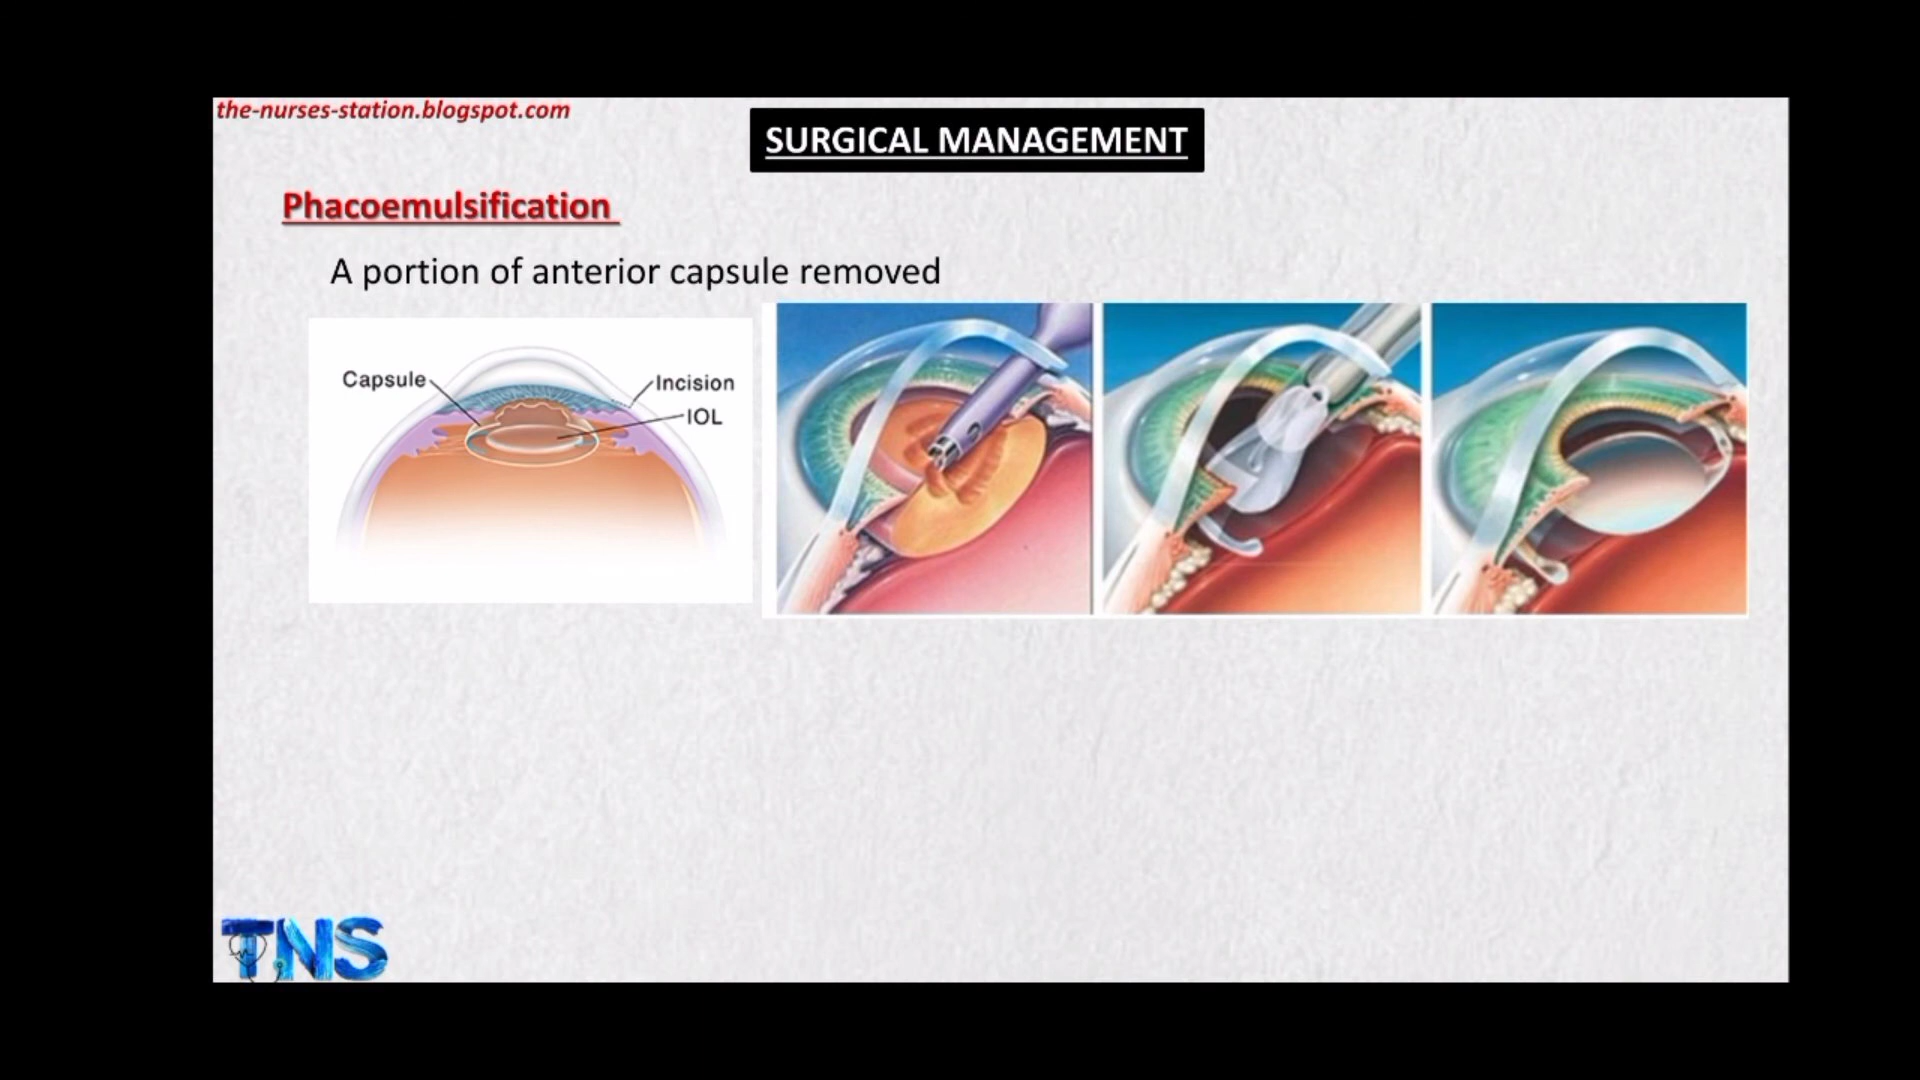 the-nurses-station.blogspot.com
SURGICAL MANAGEMENT
Phacoemulsification
A portion of anterior capsule removed
Capsule
Incision
IOL
TNS